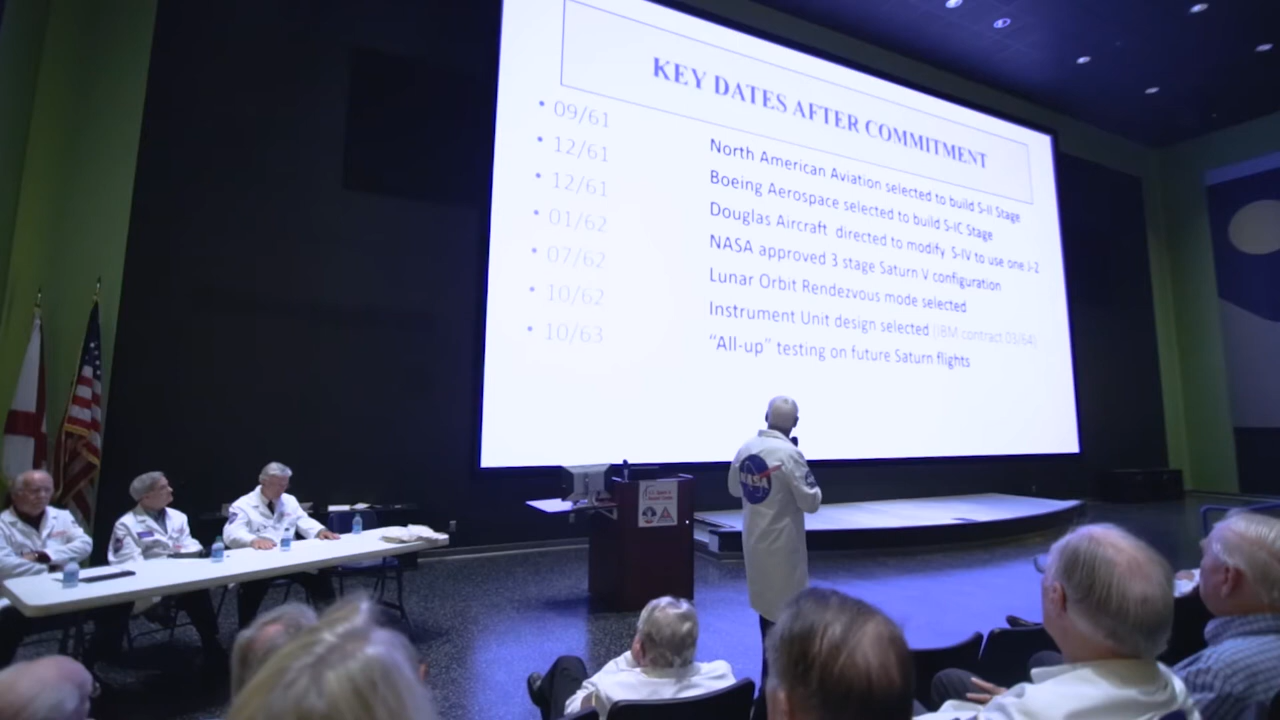 KEY DATES AFTER COMMITMENT
• 09/61 North American Aviation selected to build S-II Stage
• 12/61 Boeing Aerospace selected to build S-IC Stage
• 12/61 Douglas Aircraft directed to modify S-IV to use one J-2
• 01/62 NASA approved 3 stage Saturn V configuration
• 07/62 Lunar Orbit Rendezvous mode selected
• 10/62 Instrument Unit design selected (IBM contract 03/64)
• 10/63 “All-up” testing on future Saturn flights
NASA